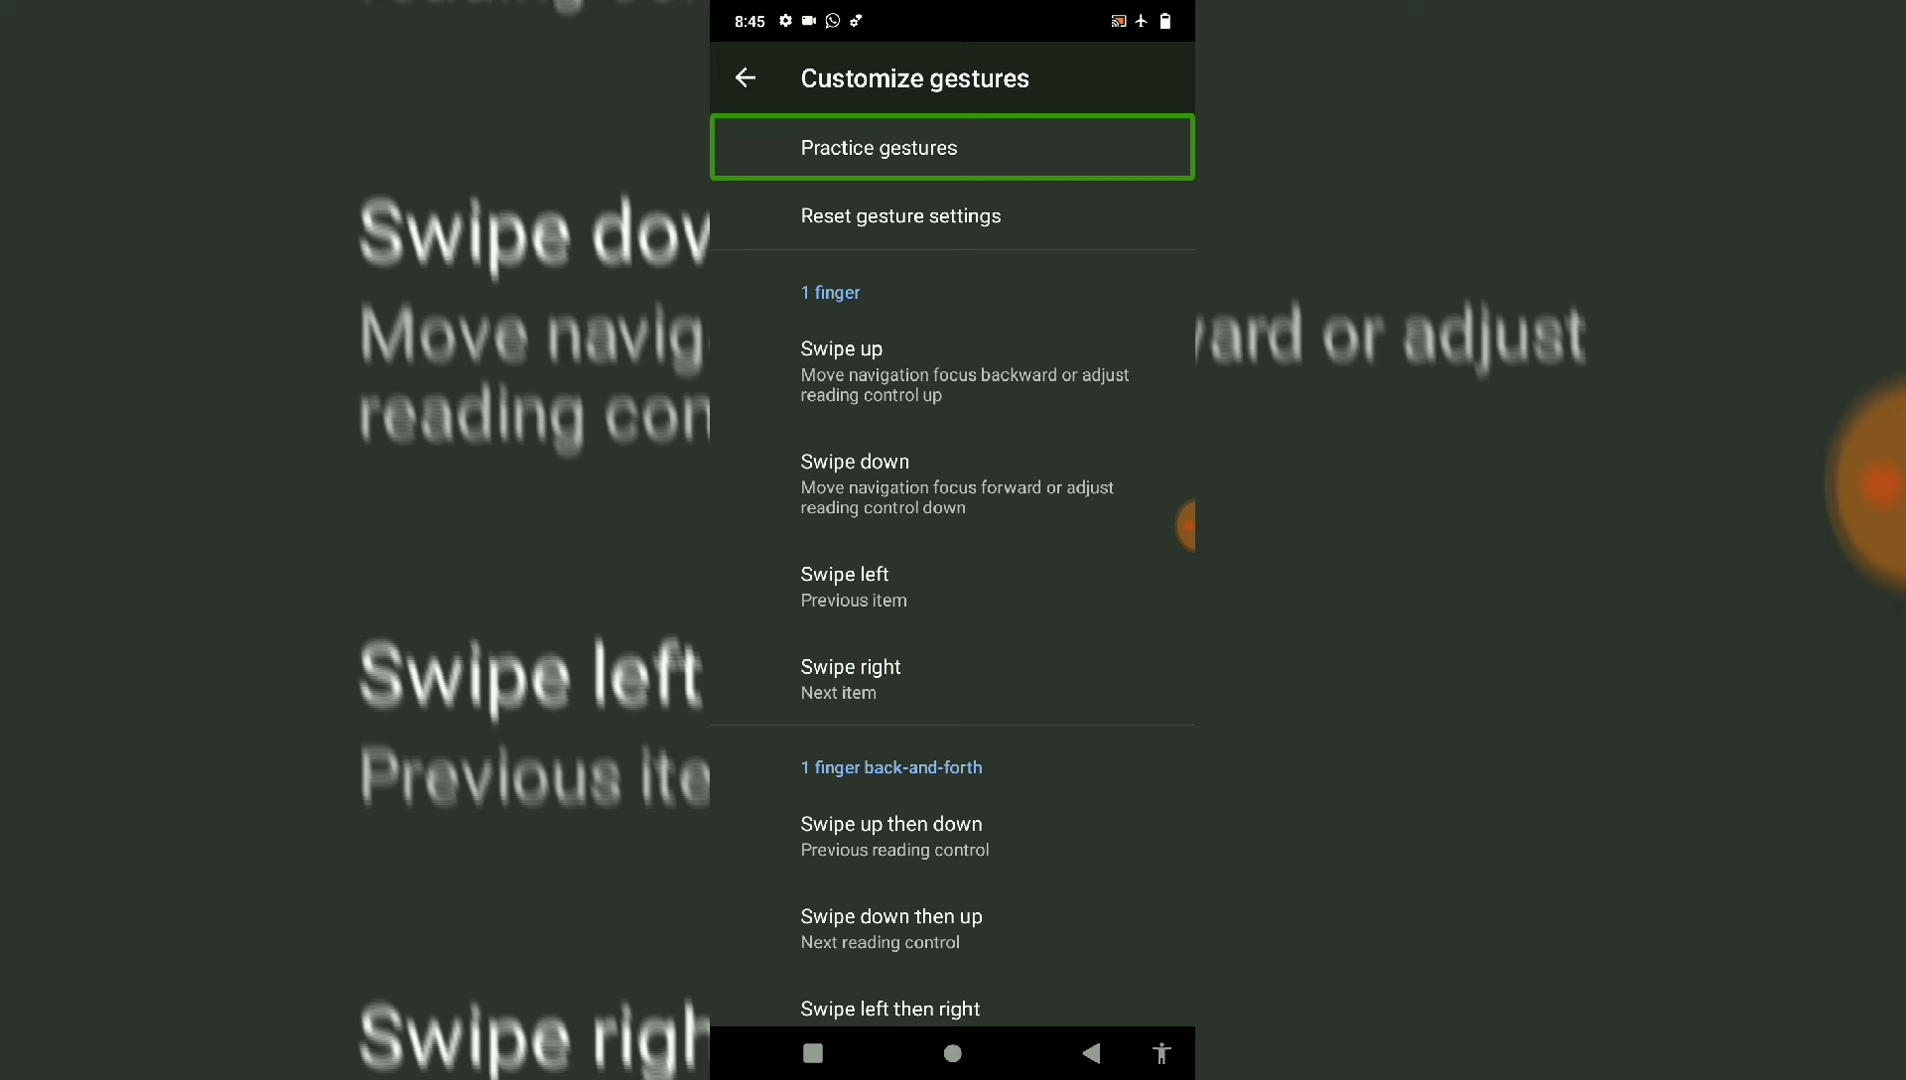 8:45
Customize gestures
Practice gestures
Reset gesture settings
1 finger
Swipe up
Move navigation focus backward or adjust
reading control up
Swipe down
Move navigation focus forward or adjust
reading control down
Swipe left
Previous item
Swipe right
Next item
1 finger back-and-forth
Swipe up then down
Previous reading control
Swipe down then up
Next reading control
Swipe left then right
Swipe dow
Move navig
ward or adjust
reading con
Swipe left
Previous ite
Swipe righ